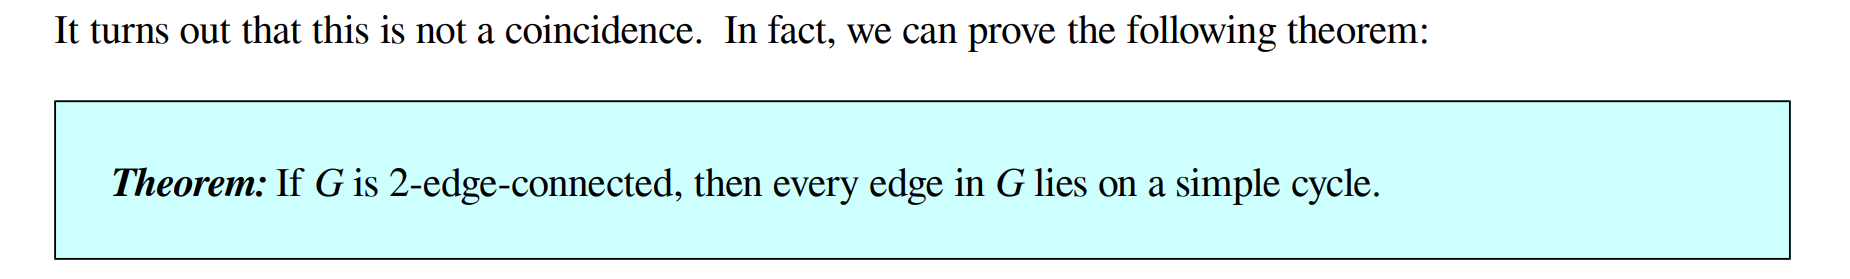 It turns out that this is not a coincidence. In fact, we can prove the following theorem:
Theorem: If G is 2-edge-connected, then every edge in G lies on a simple cycle.